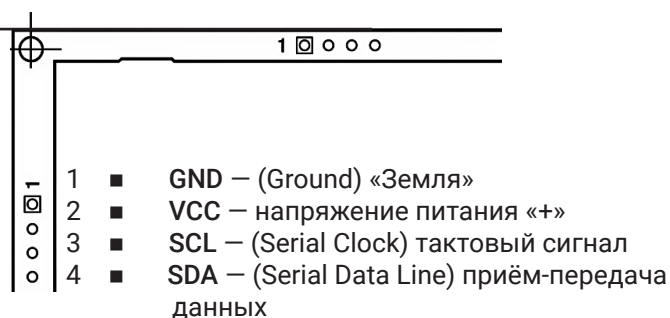 1
1
1 ■ GND — (Ground) «Земля»
2 ■ VCC — напряжение питания «+»
3 ■ SCL — (Serial Clock) тактовый сигнал
4 ■ SDA — (Serial Data Line) приём-передача
данных